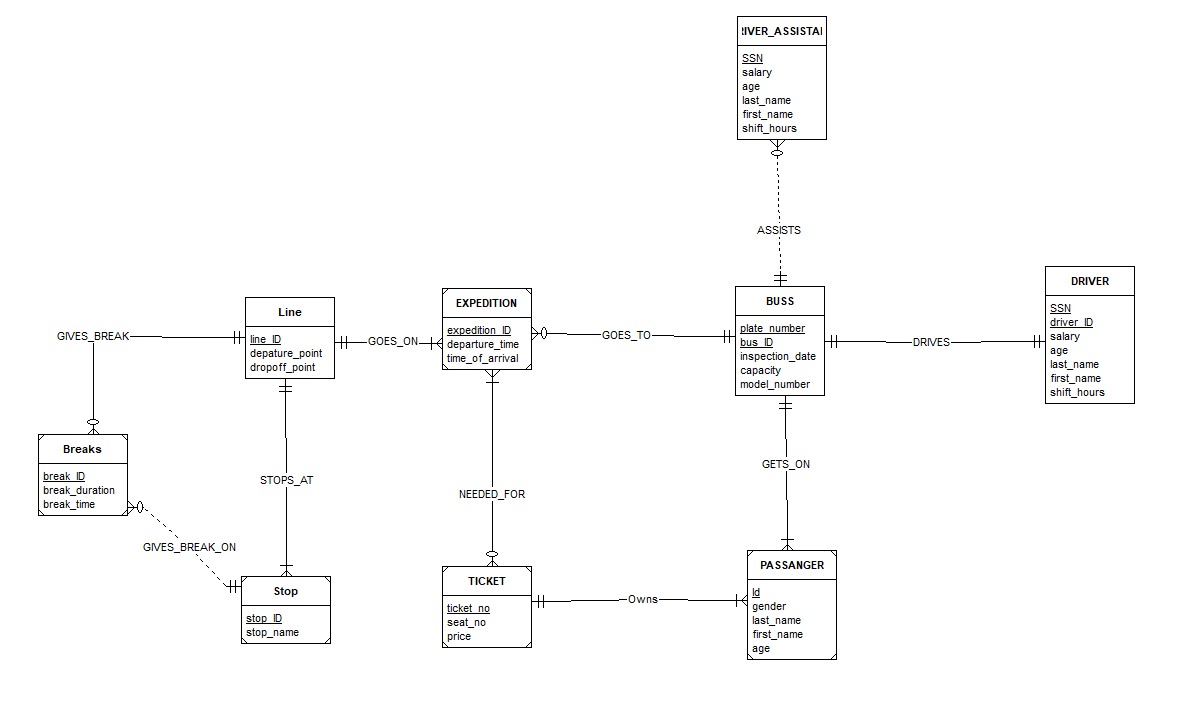 RIVER_ASSISTA
SSN
salary
age
last_name
first_name
shift_hours
ASSISTS
DRIVER
SSN
driver_ID
salary
age
last_name
first_name
shift_hours
BUSS
plate_number
bus_ID
inspection_date
capacity
model_number
DRIVES
EXPEDITION
expedition_ID
departure_time
time_of_arrival
GOES_TO
Line
line_ID
depature_point
dropoff_point
GOES_ON
GIVES_BREAK
Breaks
break_ID
break_duration
break_time
STOPS_AT
NEEDED_FOR
GETS_ON
GIVES_BREAK_ON
Stop
stop_ID
stop_name
TICKET
ticket_no
seat_no
price
Owns
PASSANGER
Id
gender
last_name
first_name
age